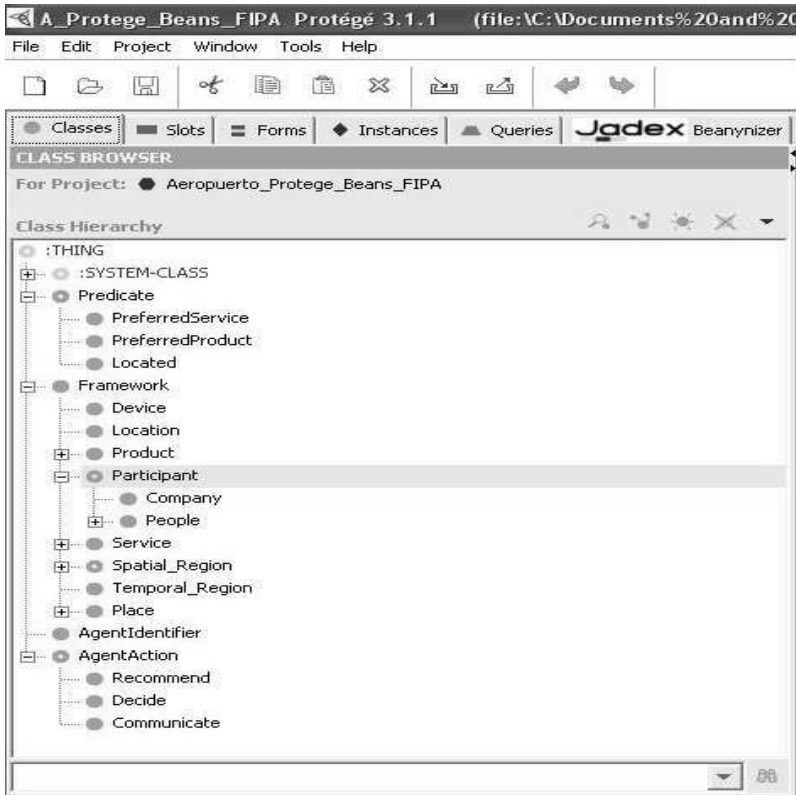 A_Protege_Beans_FIPA Protégé 3.1.1 (file:\C:\Documents%20and%20
File Edit Project Window Tools Help
Classes Slots Forms Instances Queries Jadex Beanynizer
CLASS BROWSER
For Project: Aeropuerto_Protege_Beans_FIPA
Class Hierarchy
:THING
:SYSTEM-CLASS
Predicate
PreferredService
PreferredProduct
Located
Framework
Device
Location
Product
Participant
Company
People
Service
Spatial_Region
Temporal_Region
Place
AgentIdentifier
AgentAction
Recommend
Decide
Communicate